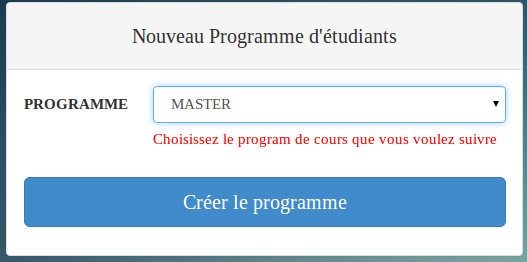 Nouveau Programme d'étudiants
PROGRAMME MASTER
Choisissez le program de cours que vous voulez suivre
Créer le programme